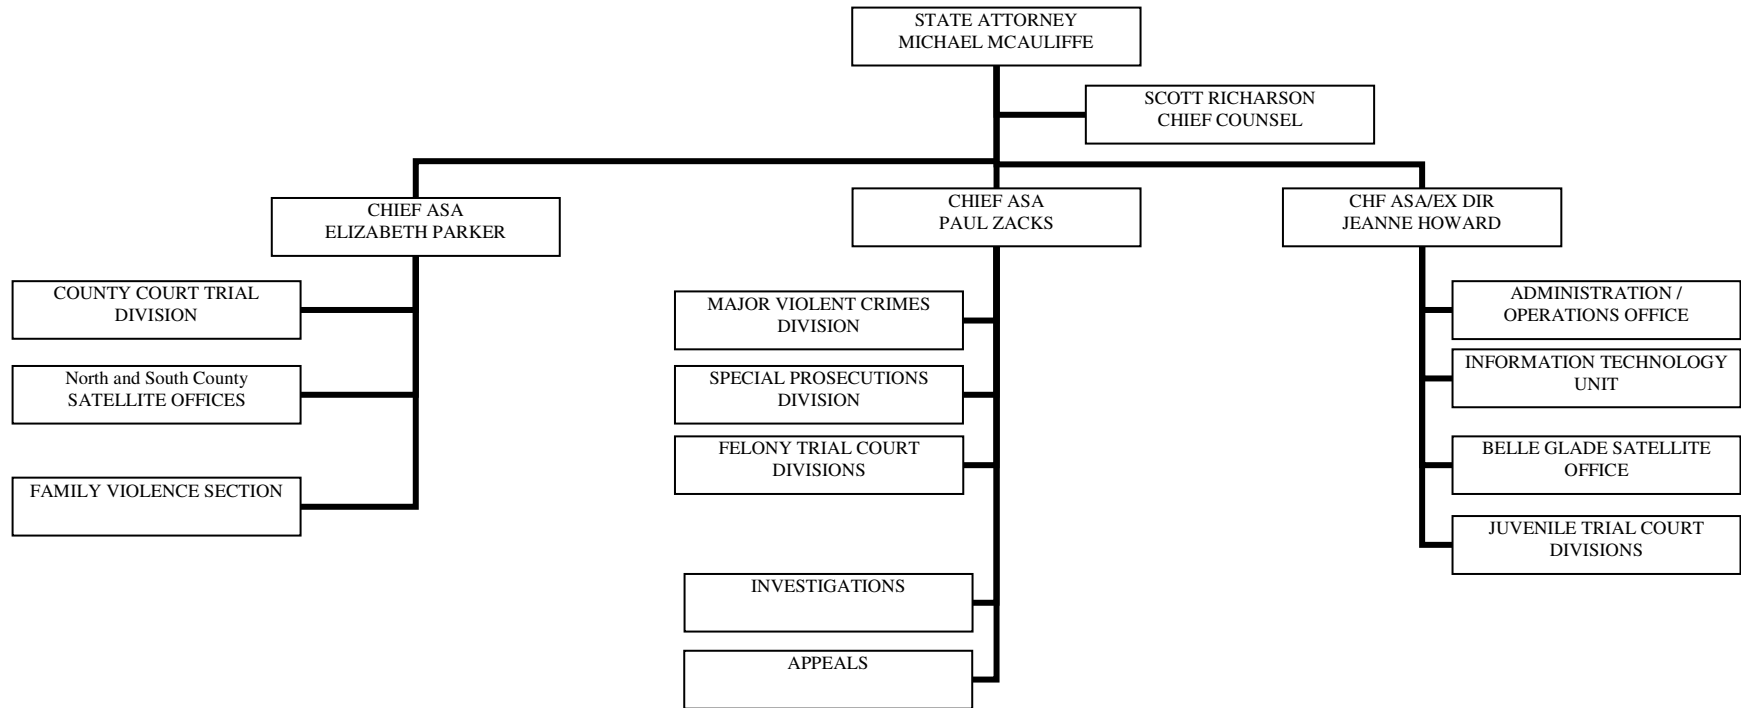 STATE ATTORNEY
MICHAEL MCAULIFFE
SCOTT RICHARSON
CHIEF COUNSEL
CHIEF ASA
ELIZABETH PARKER
CHIEF ASA
PAUL ZACKS
CHF ASA/EX DIR
JEANNE HOWARD
COUNTY COURT TRIAL
DIVISION
North and South County
SATELLITE OFFICES
FAMILY VIOLENCE SECTION
MAJOR VIOLENT CRIMES
DIVISION
SPECIAL PROSECUTIONS
DIVISION
FELONY TRIAL COURT
DIVISIONS
INVESTIGATIONS
APPEALS
ADMINISTRATION /
OPERATIONS OFFICE
INFORMATION TECHNOLOGY
UNIT
BELLE GLADE SATELLITE
OFFICE
JUVENILE TRIAL COURT
DIVISIONS